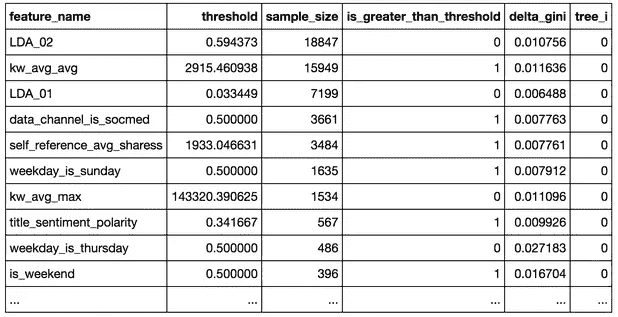 feature_name threshold sample_size is_greater_than_threshold delta_gini tree_i
LDA_02 0.594373 18847 0 0.010756 0
kw_avg_avg 2915.460938 15949 1 0.011636 0
LDA_01 0.033449 7199 0 0.006488 0
data_channel_is_socmed 0.500000 3661 1 0.007763 0
self_reference_avg_sharess 1933.046631 3484 1 0.007761 0
weekday_is_sunday 0.500000 1635 1 0.007912 0
kw_avg_max 143320.390625 1534 0 0.011096 0
title_sentiment_polarity 0.341667 567 1 0.009926 0
weekday_is_thursday 0.500000 486 0 0.027183 0
is_weekend 0.500000 396 1 0.016704 0
... ... ... ... ... ...